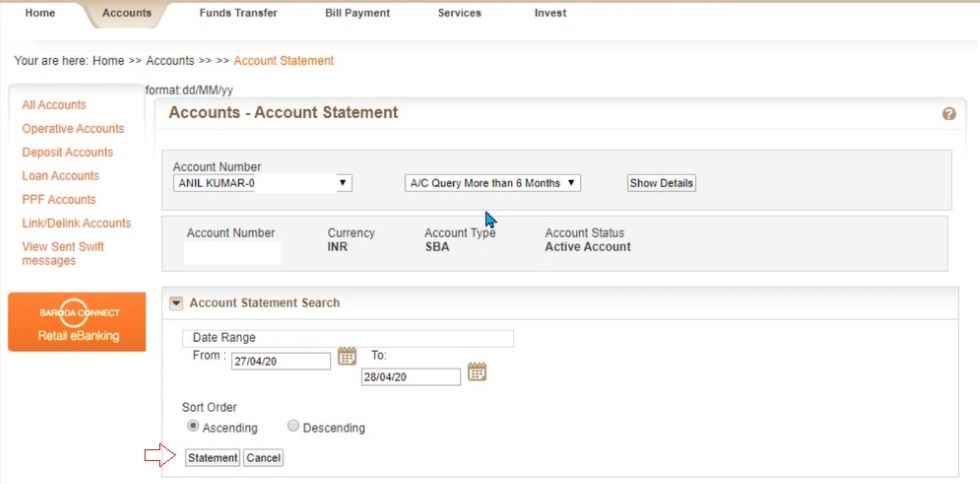 Home Accounts Funds Transfer Bill Payment Services Invest
Your are here: Home >> Accounts >> >> Account Statement
format:dd/MM/yy
All Accounts
Operative Accounts
Deposit Accounts
Loan Accounts
PPF Accounts
Link/Delink Accounts
View Sent Swift
messages
BARODA CONNECT
Retail eBanking
Accounts - Account Statement
?
Account Number
ANIL KUMAR-0 A/C Query More than 6 Months Show Details
Account Number Currency Account Type Account Status
INR SBA Active Account
Account Statement Search
Date Range
From : 27/04/20 To:
28/04/20
Sort Order
Ascending Descending
Statement Cancel